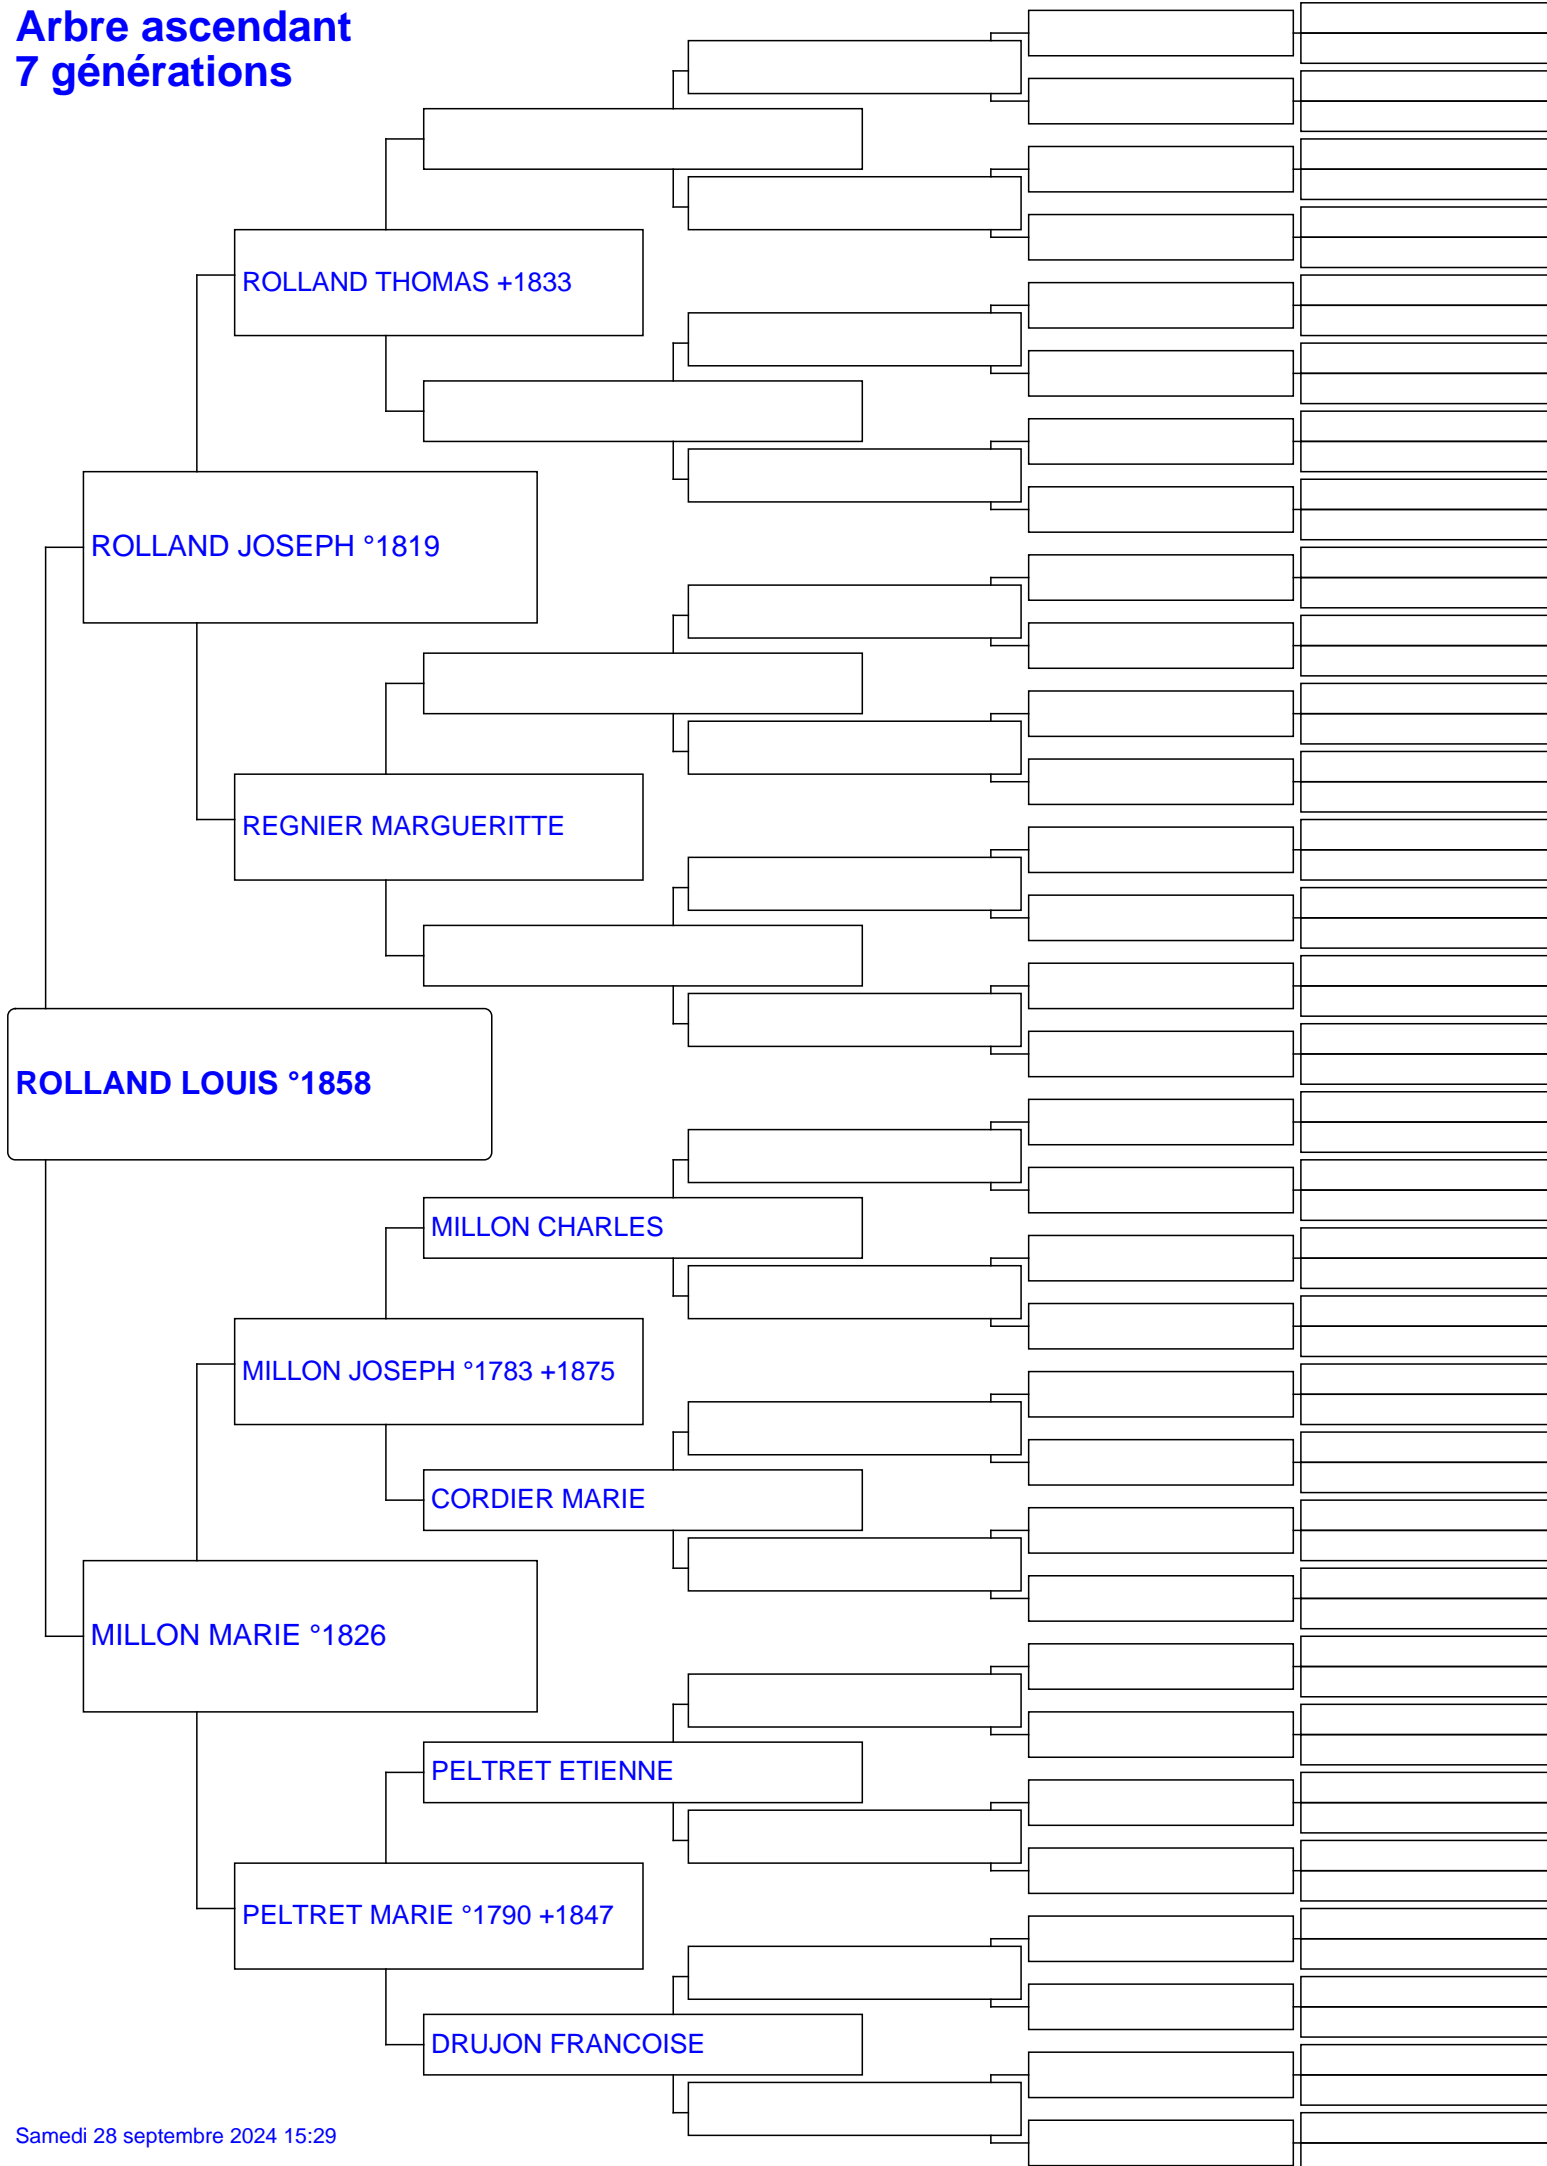 Arbre ascendant
7 générations
ROLLAND THOMAS +1833
ROLLAND JOSEPH °1819
REGNIER MARGUERITTE
ROLLAND LOUIS °1858
MILLON CHARLES
MILLON JOSEPH °1783 +1875
CORDIER MARIE
MILLON MARIE °1826
PELTRET ETIENNE
PELTRET MARIE °1790 +1847
DRUJON FRANCOISE
Samedi 28 septembre 2024 15:29